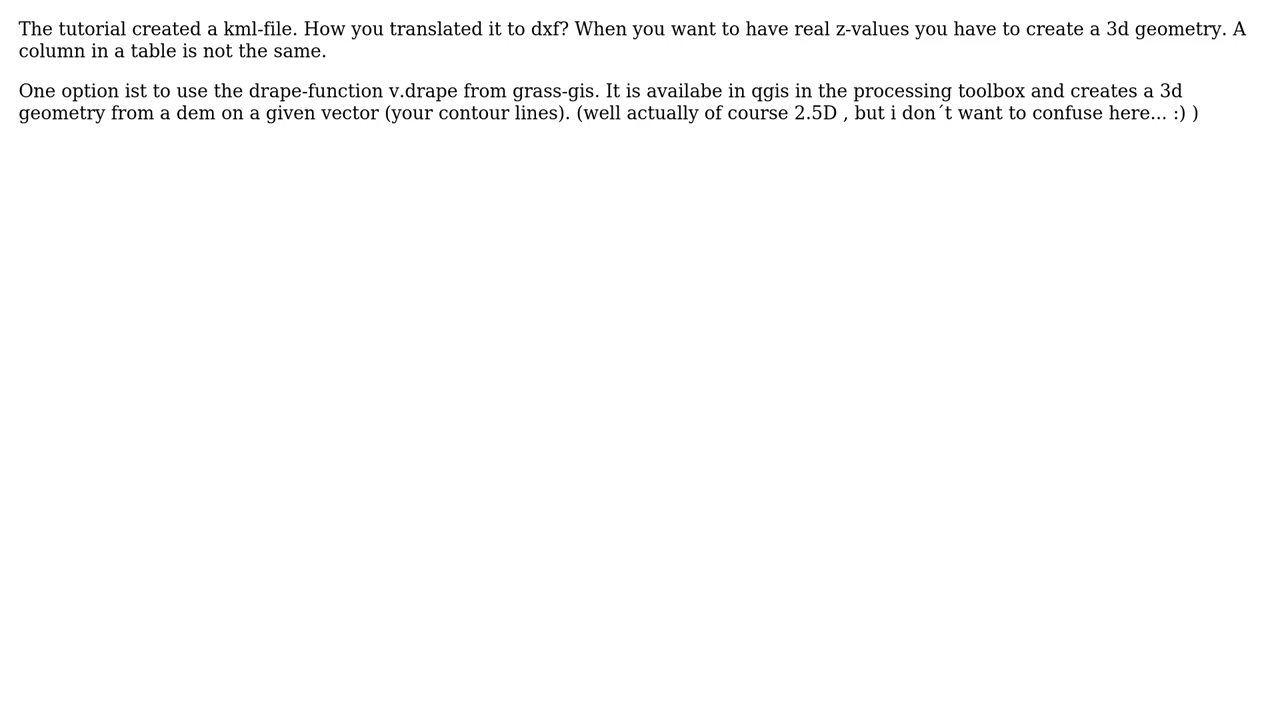 The tutorial created a kml-file. How you translated it to dxf? When you want to have real z-values you have to create a 3d geometry. A
column in a table is not the same.
One option ist to use the drape-function v.drape from grass-gis. It is availabe in qgis in the processing toolbox and creates a 3d
geometry from a dem on a given vector (your contour lines). (well actually of course 2.5D , but i don´t want to confuse here... :) )